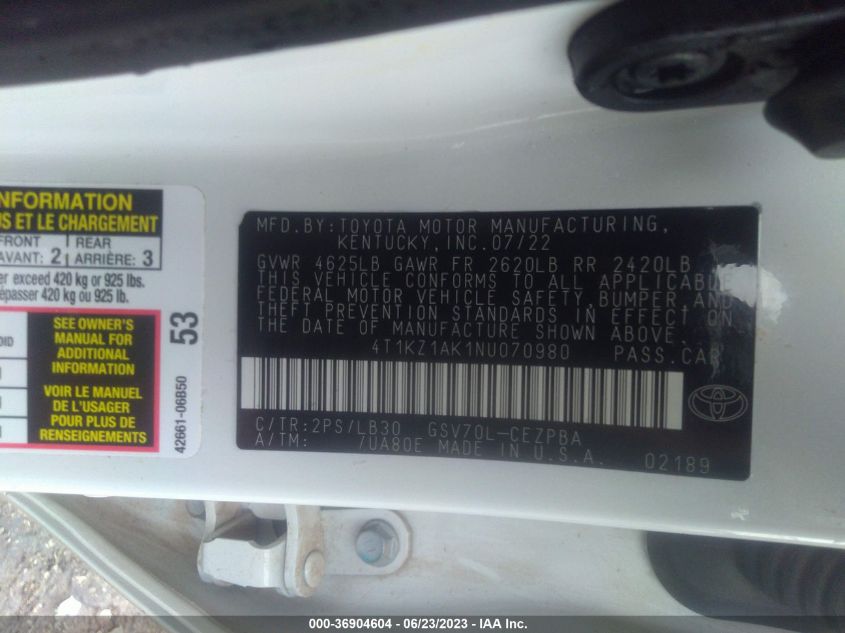 NFORMATION
US ET LE CHARGEMENT
FRONT
AVANT: 2
REAR
ARRIÈRE: 3
er exceed 420 kg or 925 lbs.
épasser 420 kg ou 925 lb.
SEE OWNER'S
MANUAL FOR
ADDITIONAL
INFORMATION
VOIR LE MANUEL
DE L'USAGER
POUR PLUS DE
RENSEIGNEMENTS
53
42661-06B50
MFD.BY:TOYOTA MOTOR MANUFACTURING,
KENTUCKY,INC.07/22
GVWR 4625LB GAWR FR 2620LB RR 2420LB
THIS VEHICLE CONFORMS TO ALL APPLICABLE
FEDERAL MOTOR VEHICLE SAFETY,BUMPER,AND
THEFT PREVENTION STANDARDS IN EFFECT ON
THE DATE OF MANUFACTURE SHOWN ABOVE.
4T1KZ1AK1NU070980 PASS.CAR
C/TR:2PS/LB30 GSV70L-CEZPBA
A/TM: 7UA80E MADE IN U.S.A. 02189
000-36904604 - 06/23/2023 - IAA Inc.